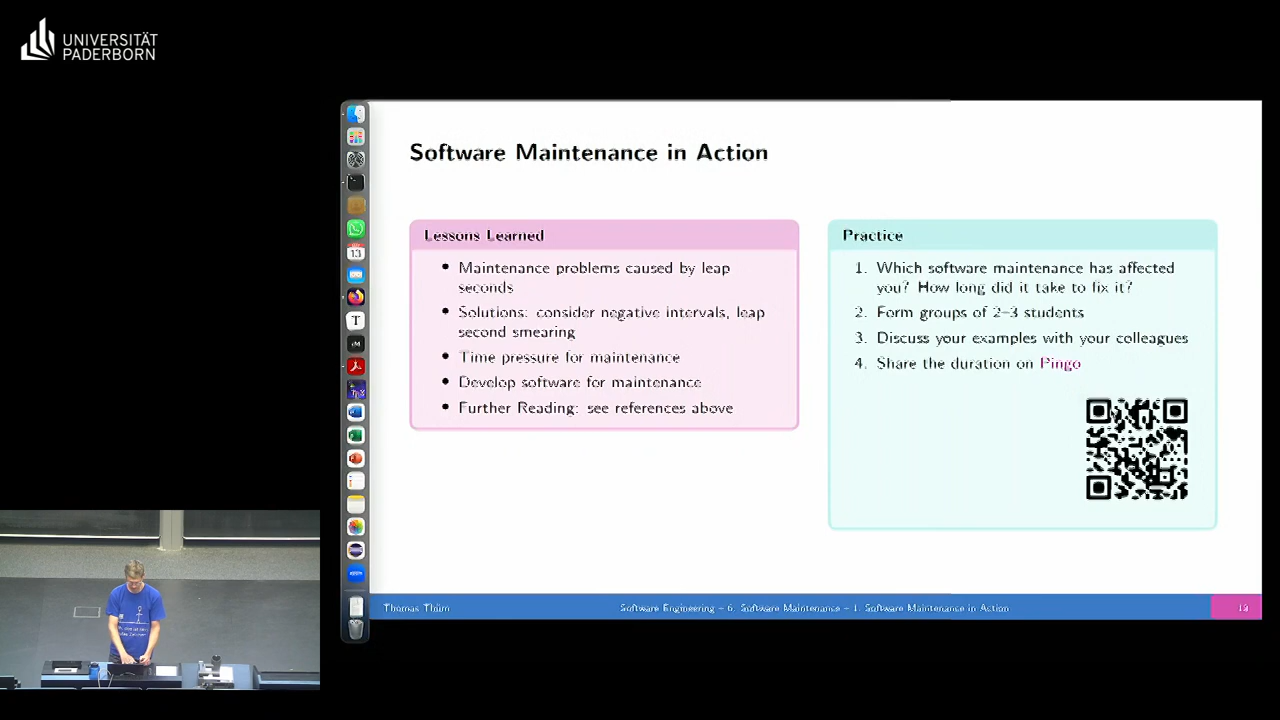 UNIVERSITÄT
PADERBORN
Software Maintenance in Action
Lessons Learned
• Maintenance problems caused by leap
seconds
• Solutions: consider negative intervals, leap
second smearing
• Time pressure for maintenance
• Develop software for maintenance
• Further Reading: see references above
Practice
1. Which software maintenance has affected
you? How long did it take to fix it?
2. Form groups of 2–3 students
3. Discuss your examples with your colleagues
4. Share the duration on Pingo
Thomas Thüm
Software Engineering – 6. Software Maintenance – 1. Software Maintenance in Action